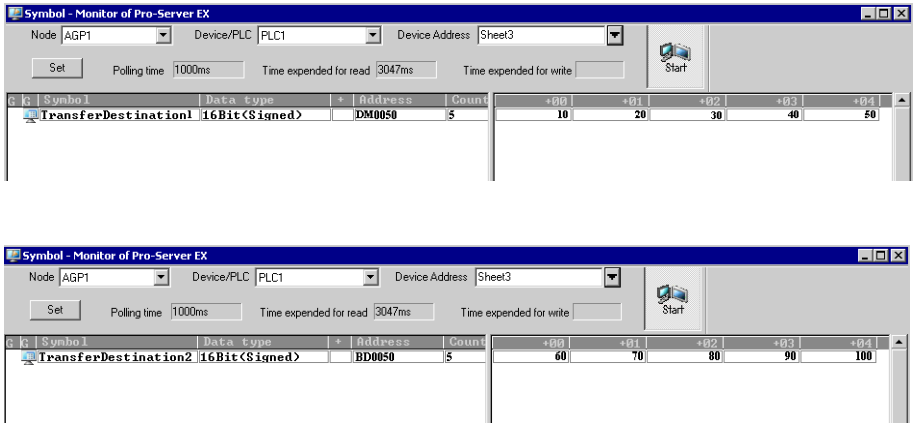 Symbol - Monitor of Pro-Server EX
Node AGP1 Device/PLC PLC1 Device Address Sheet3
Set Polling time 1000ms Time expended for read 3047ms Time expended for write Start
G G Symbol Data type + Address Count +00 +01 +02 +03 +04
TransferDestination1 16Bit(Signed) DM0050 5 10 20 30 40 50
Symbol - Monitor of Pro-Server EX
Node AGP1 Device/PLC PLC1 Device Address Sheet3
Set Polling time 1000ms Time expended for read 3047ms Time expended for write Start
G G Symbol Data type + Address Count +00 +01 +02 +03 +04
TransferDestination2 16Bit(Signed) BD0050 5 60 70 80 90 100